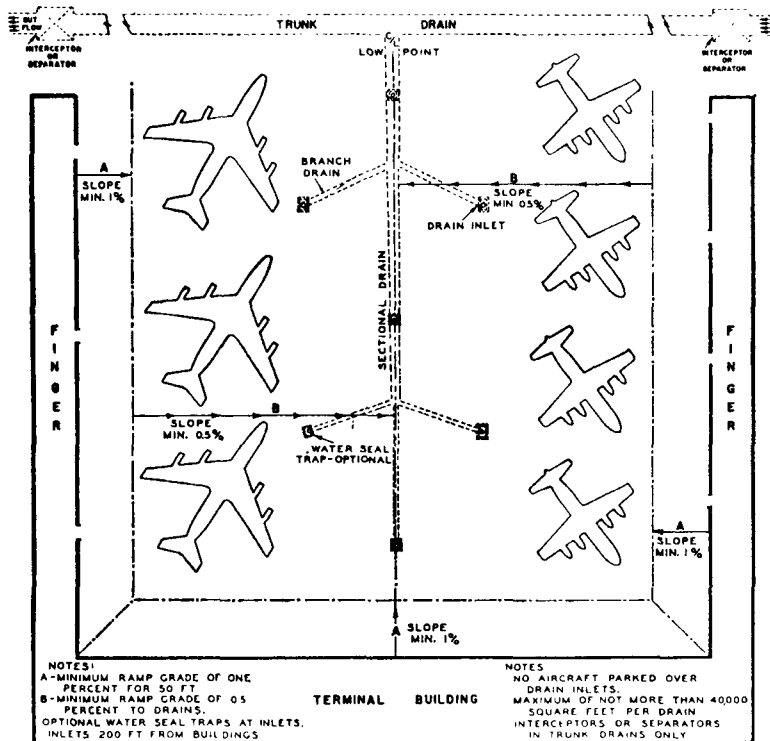 TRUNK DRAIN
OUT
FLOW
INTERCEPTOR
OR
SEPARATOR
INTERCEPTOR
OR
SEPARATOR
C/L
LOW POINT
A
SLOPE
MIN. 1%
BRANCH
DRAIN
B
SLOPE
MIN 0.5%
DRAIN INLET
SECTIONAL DRAIN
FINGER
FINGER
B
SLOPE
MIN. 0.5%
WATER SEAL
TRAP-OPTIONAL
A
SLOPE
MIN. 1%
A
SLOPE
MIN. 1%
NOTES:
A-MINIMUM RAMP GRADE OF ONE
PERCENT FOR 50 FT
B-MINIMUM RAMP GRADE OF 0.5
PERCENT TO DRAINS.
OPTIONAL WATER SEAL TRAPS AT INLETS.
INLETS 200 FT FROM BUILDINGS
TERMINAL BUILDING
NOTES
NO AIRCRAFT PARKED OVER
DRAIN INLETS.
MAXIMUM OF NOT MORE THAN 40,000
SQUARE FEET PER DRAIN
INTERCEPTORS OR SEPARATORS
IN TRUNK DRAINS ONLY